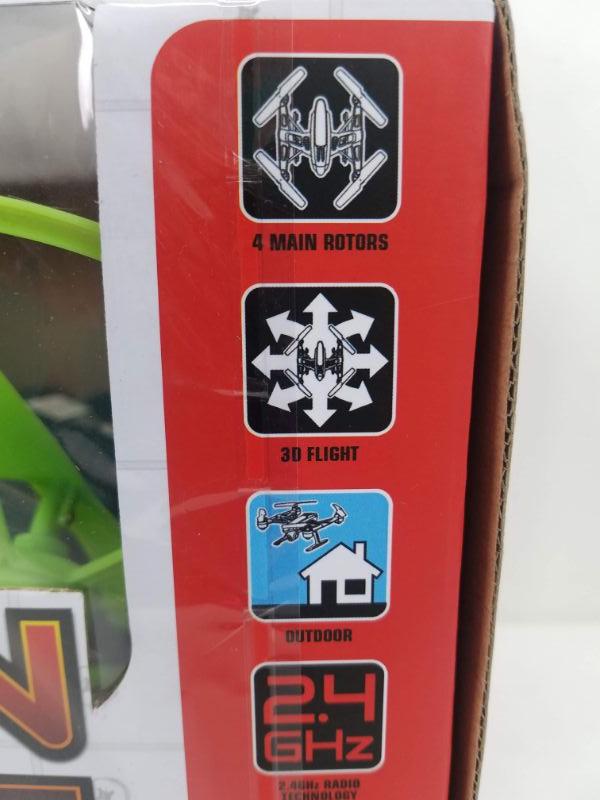 4 MAIN ROTORS
3D FLIGHT
OUTDOOR
2.4
GHz
2.4GHz RADIO
TECHNOLOGY
N